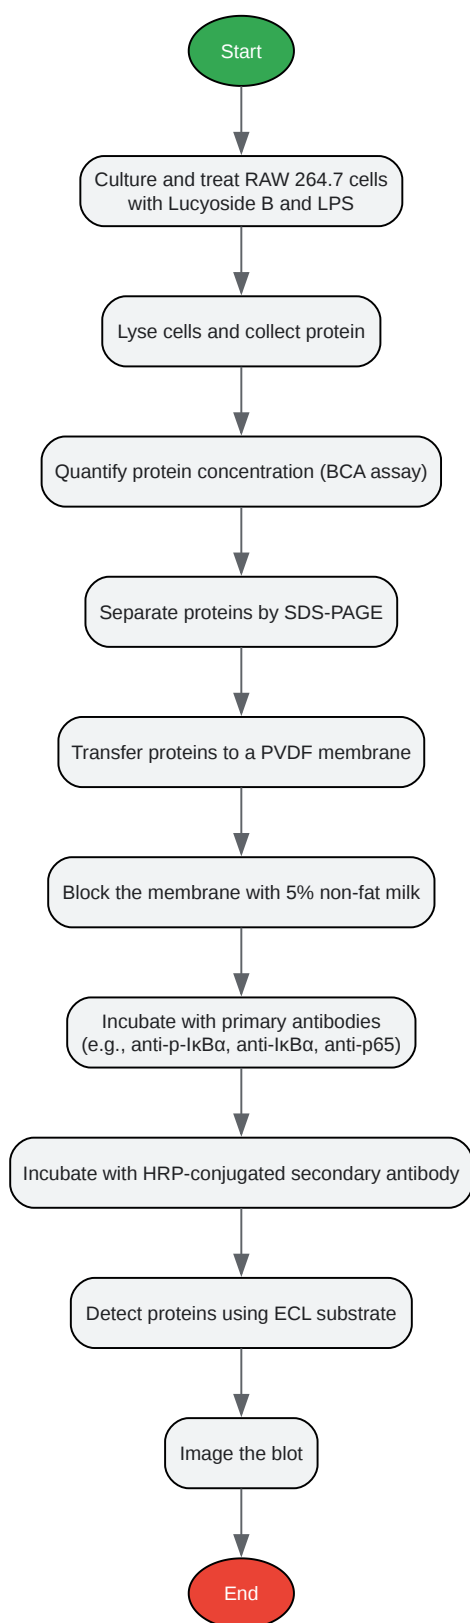 Start
Culture and treat RAW 264.7 cells
with Lucyoside B and LPS
Lyse cells and collect protein
Quantify protein concentration (BCA assay)
Separate proteins by SDS-PAGE
Transfer proteins to a PVDF membrane
Block the membrane with 5% non-fat milk
Incubate with primary antibodies
(e.g., anti-p-IκBα, anti-IκBα, anti-p65)
Incubate with HRP-conjugated secondary antibody
Detect proteins using ECL substrate
Image the blot
End